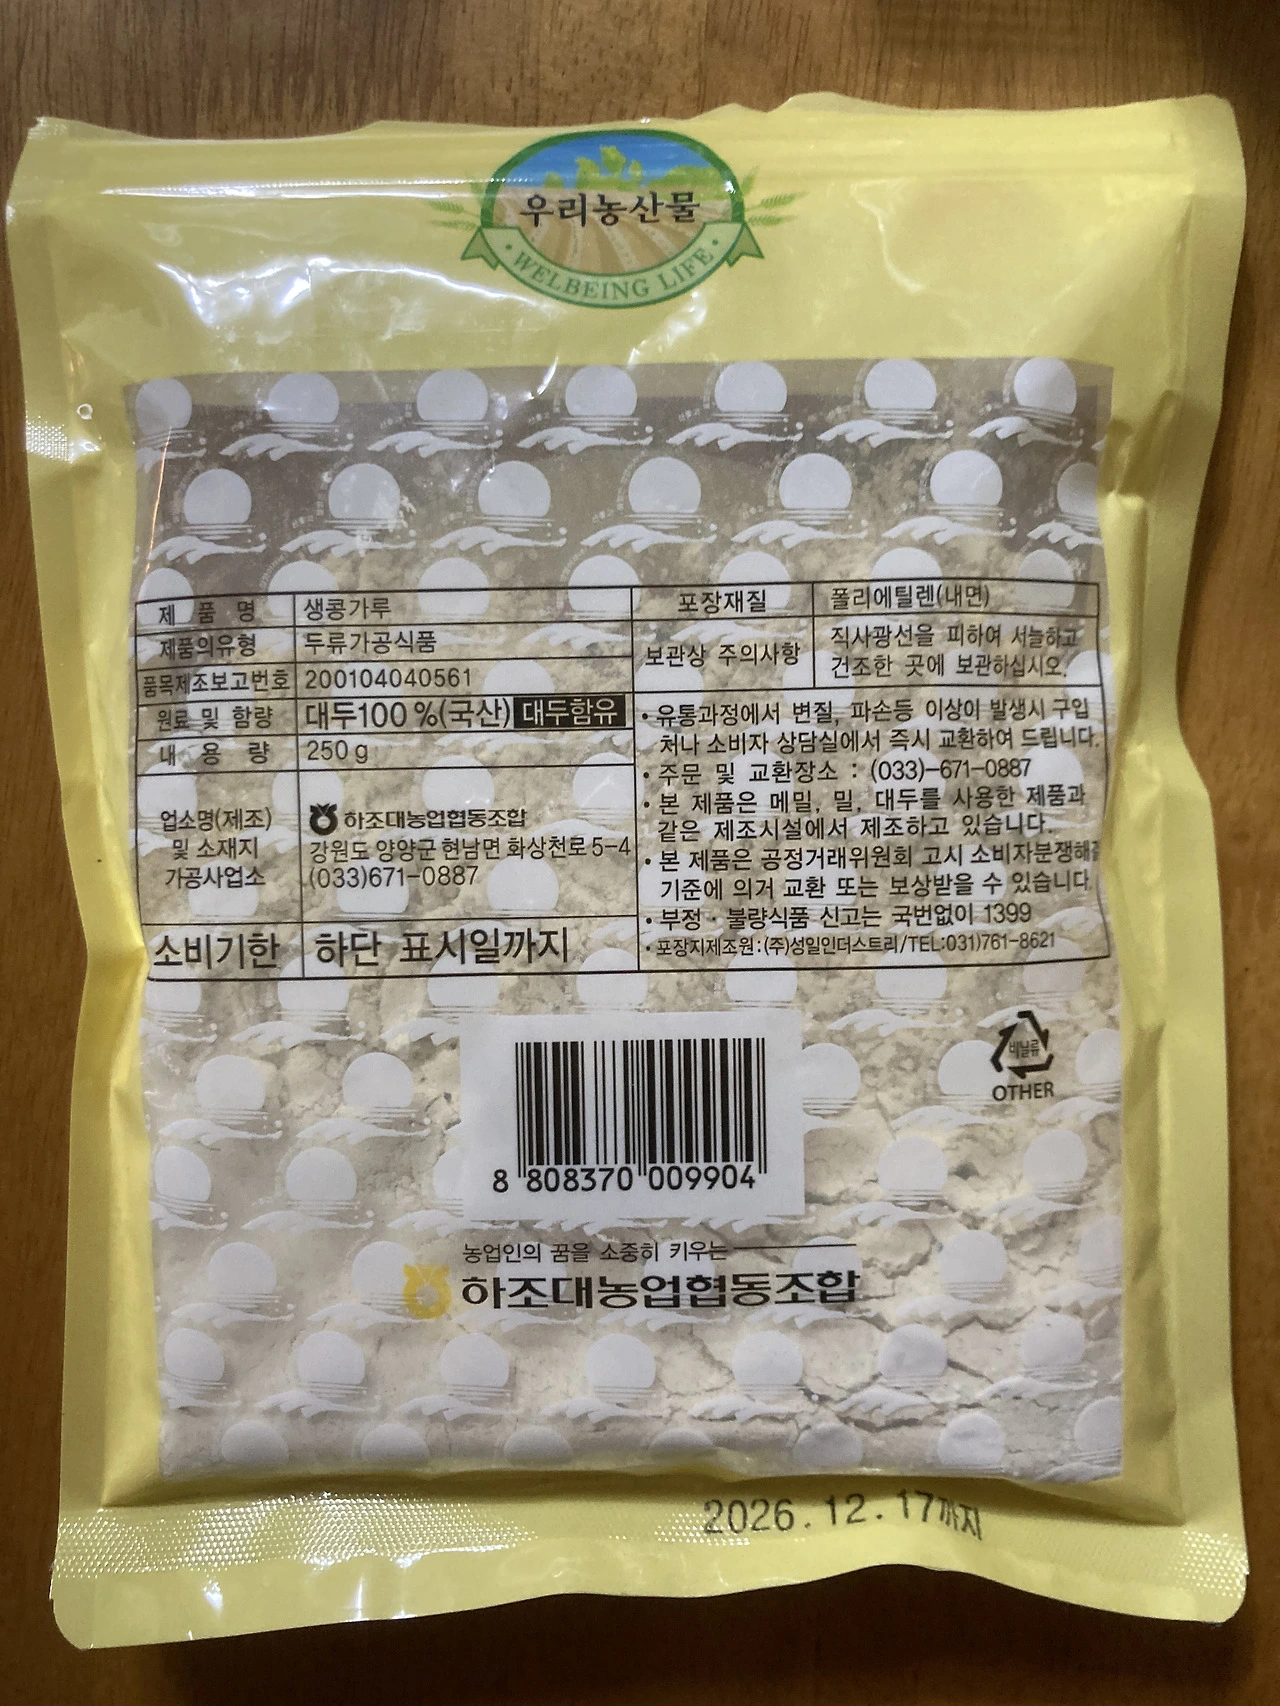 우리농산물
WELBEING LIFE
제 품 명 생콩가루
제품의유형 두류가공식품
품목제조보고번호 200104040561
원료 및 함량 대두100%(국산) 대두함유
내 용 량 250g
업소명(제조)
및 소재지
가공사업소
하조대농업협동조합
강원도 양양군 현남면 화상천로 5-4
(033)671-0887
소비기한 하단 표시일까지
포장재질 폴리에틸렌(내면)
보관상 주의사항
직사광선을 피하여 서늘하고
건조한 곳에 보관하십시오.
• 유통과정에서 변질, 파손등 이상이 발생시 구입
처나 소비자 상담실에서 즉시 교환하여 드립니다.
• 주문 및 교환장소 : (033)-671-0887
• 본 제품은 메밀, 밀, 대두를 사용한 제품과
같은 제조시설에서 제조하고 있습니다.
• 본 제품은 공정거래위원회 고시 소비자분쟁해결
기준에 의거 교환 또는 보상받을 수 있습니다.
• 부정 · 불량식품 신고는 국번없이 1399
• 포장지제조원:(주)성일인더스트리/TEL:031)761-8621
비닐류
OTHER
8 808370 009904
농업인의 꿈을 소중히 키우는
하조대농업협동조합
2026.12.17까지